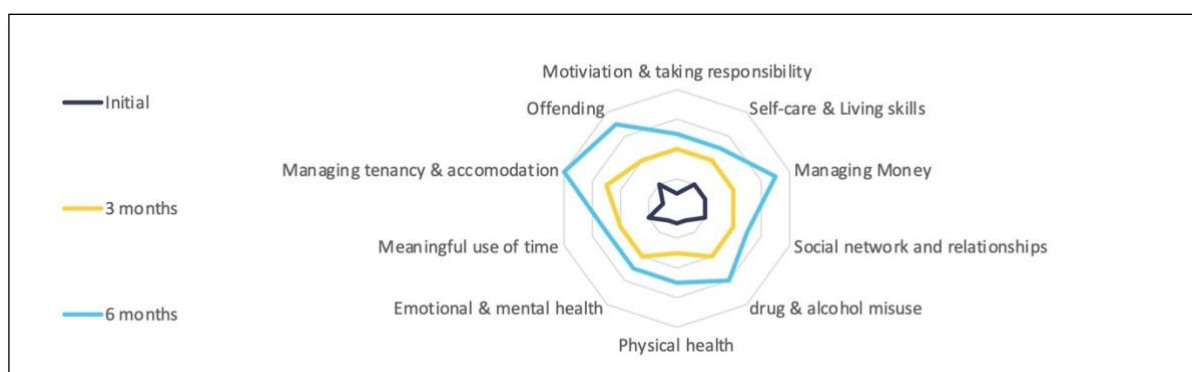 Motiviation & taking responsibility
Initial
Offending
Self-care & Living skills
Managing tenancy & accomodation
Managing Money
3 months
Meaningful use of time
Social network and relationships
6 months
Emotional & mental health
drug & alcohol misuse
Physical health